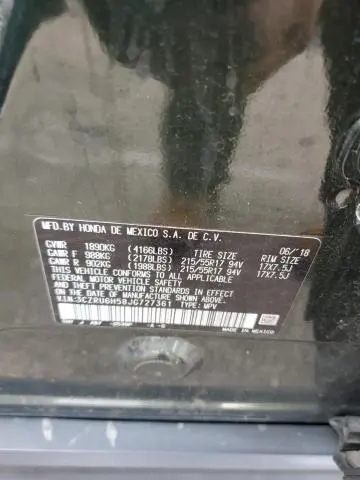 MFD.BY HONDA DE MEXICO S.A. DE C.V.
06/'18
GVWR 1890KG (4166LBS) TIRE SIZE RIM SIZE
GAWR F 988KG (2178LBS) 215/55R17 94V 17X7.5J
GAWR R 902KG (1988LBS) 215/55R17 94V 17X7.5J
THIS VEHICLE CONFORMS TO ALL APPLICABLE
FEDERAL MOTOR VEHICLE SAFETY
AND THEFT PREVENTION STANDARDS IN EFFECT
ON THE DATE OF MANUFACTURE SHOWN ABOVE.
V.I.N:3CZRU6H58JG727361 TYPE: MPV
MADE IN MEXICO